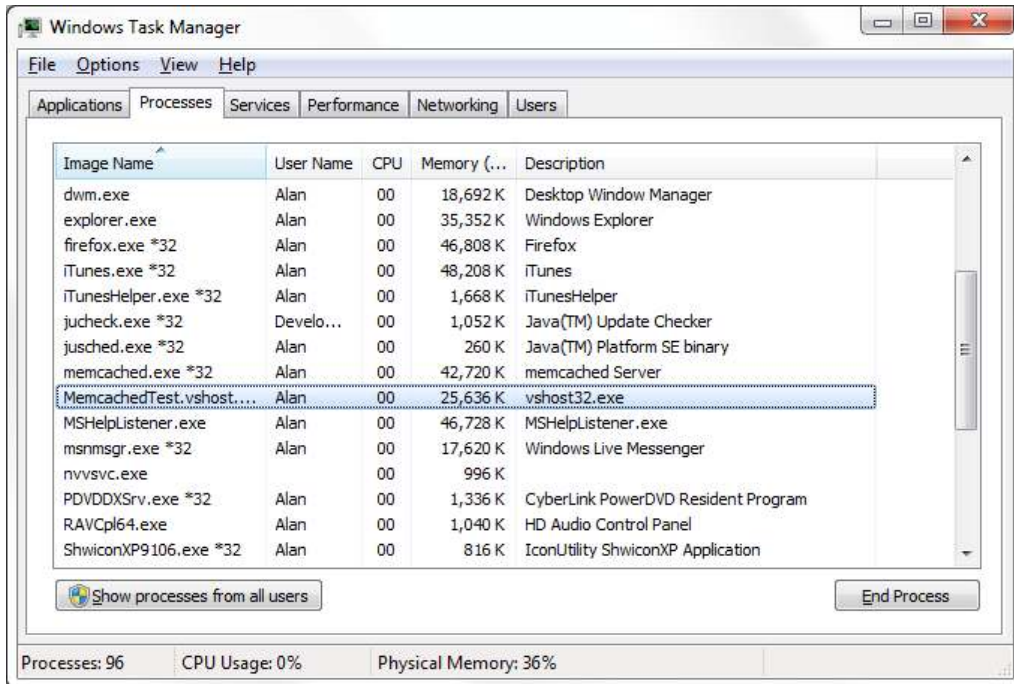 Windows Task Manager
File Options View Help
Applications Processes Services Performance Networking Users
Image Name User Name CPU Memory (... Description
dwm.exe Alan 00 18,692 K Desktop Window Manager
explorer.exe Alan 00 35,352 K Windows Explorer
firefox.exe *32 Alan 00 46,808 K Firefox
iTunes.exe *32 Alan 00 48,208 K iTunes
iTunesHelper.exe *32 Alan 00 1,668 K iTunesHelper
jucheck.exe *32 Develo... 00 1,052 K Java(TM) Update Checker
jusched.exe *32 Alan 00 260 K Java(TM) Platform SE binary
memcached.exe *32 Alan 00 42,720 K memcached Server
MemcachedTest.vshost.... Alan 00 25,636 K vshost32.exe
MSHelpListener.exe Alan 00 46,728 K MSHelpListener.exe
msnmsgr.exe *32 Alan 00 17,620 K Windows Live Messenger
nvvsvc.exe 00 996 K
PDVDDXSrv.exe *32 Alan 00 1,336 K CyberLink PowerDVD Resident Program
RAVCpl64.exe Alan 00 1,040 K HD Audio Control Panel
ShwiconXP9106.exe *32 Alan 00 816 K IconUtility ShwiconXP Application
Show processes from all users End Process
Processes: 96 CPU Usage: 0% Physical Memory: 36%